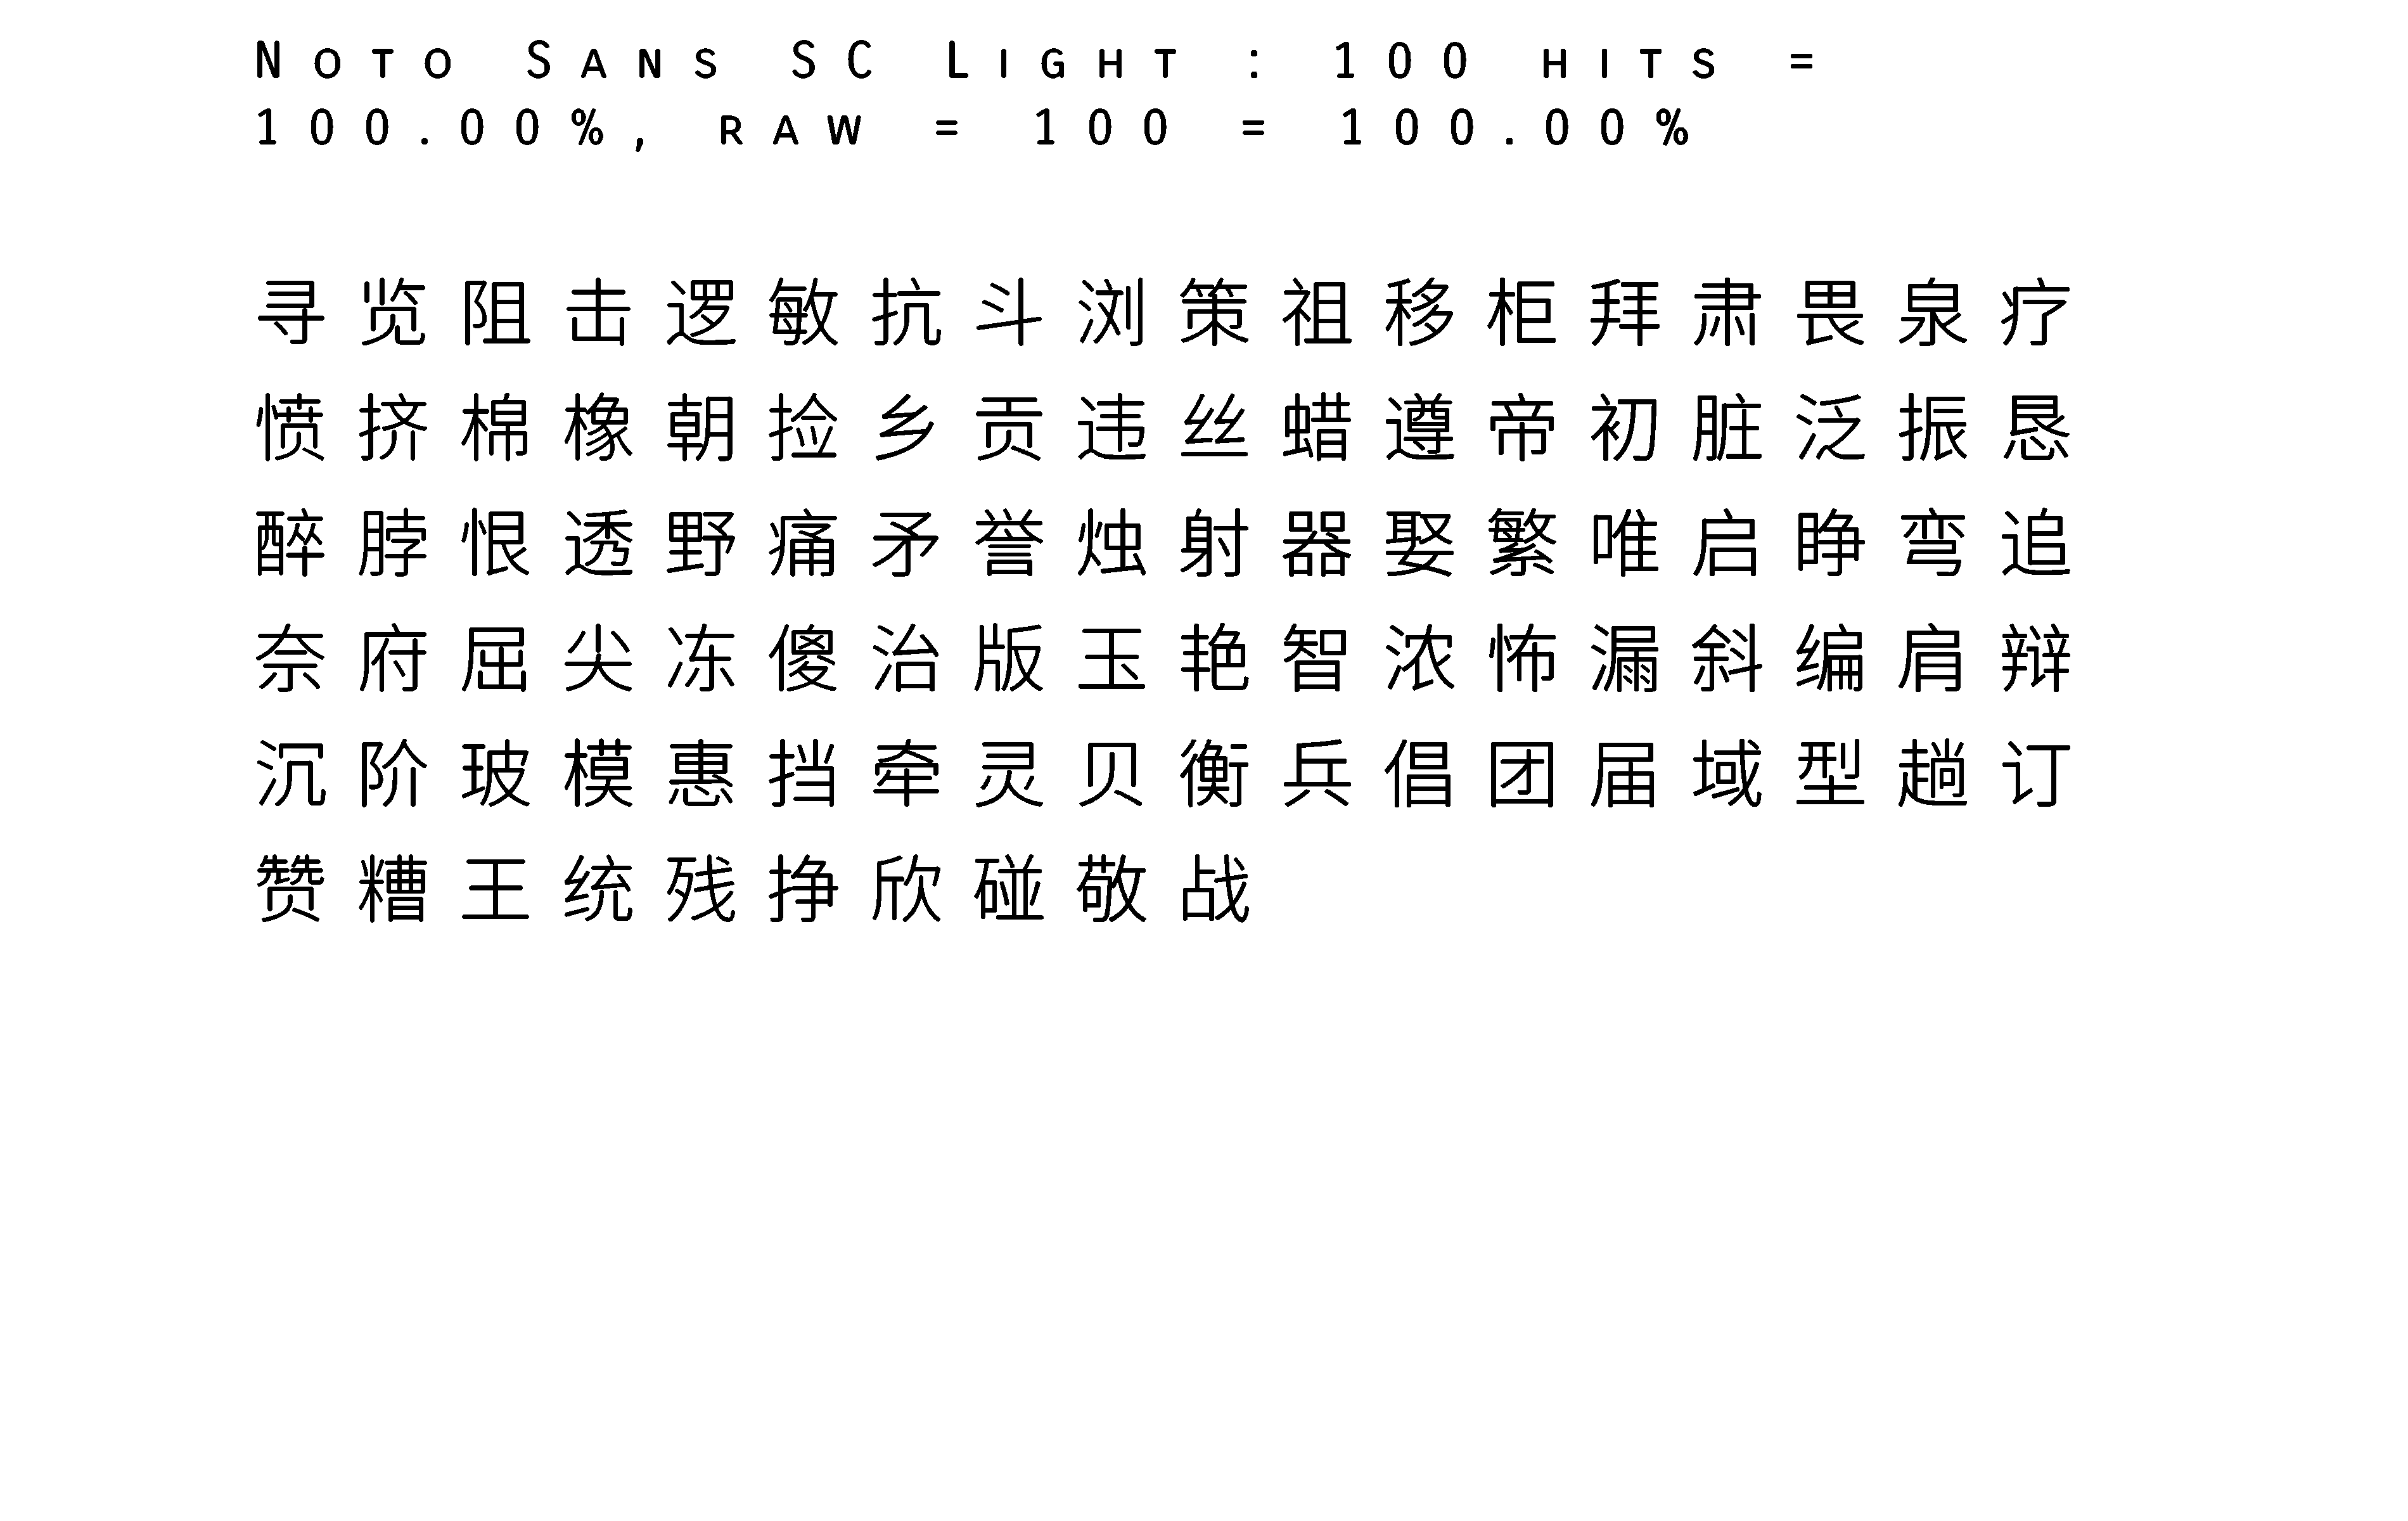 Noto Sans SC Light : 100 hits =
100.00%, raw = 100 = 100.00%
寻览阻击逻敏抗斗浏策祖移柜拜肃畏泉疗
愤挤棉橡朝捡乡贡违丝蜡遵帝初脏泛振恳
醉脖恨透野痛矛誉烛射器娶繁唯启睁弯追
奈府屈尖冻傻治版玉艳智浓怖漏斜编肩辩
沉阶玻模惠挡牵灵贝衡兵倡团届域型趟订
赞糟王统残挣欣碰敬战